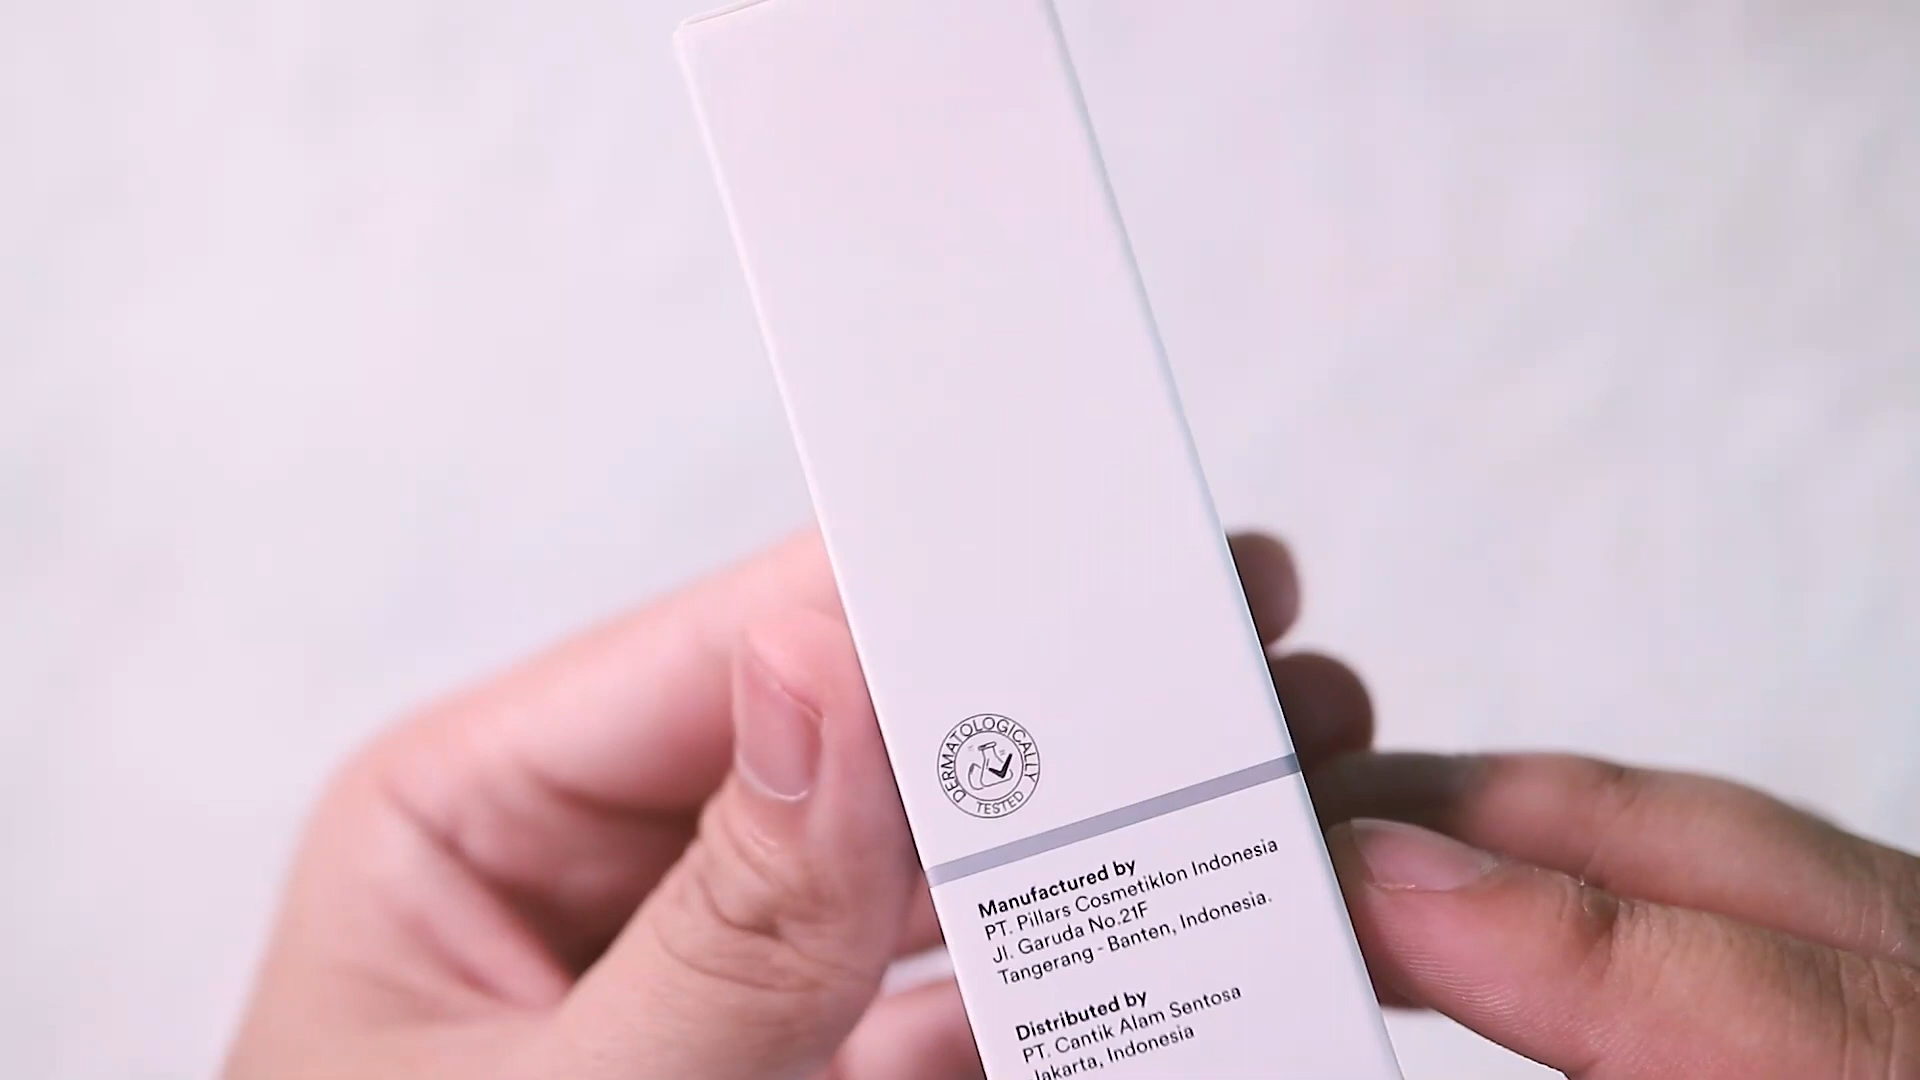 DERMATOLOGICALLY
TESTED
Manufactured by
PT. Pillars Cosmetiklon Indonesia
Jl. Garuda No.21F
Tangerang - Banten, Indonesia.
Distributed by
PT. Cantik Alam Sentosa
Jakarta, Indonesia